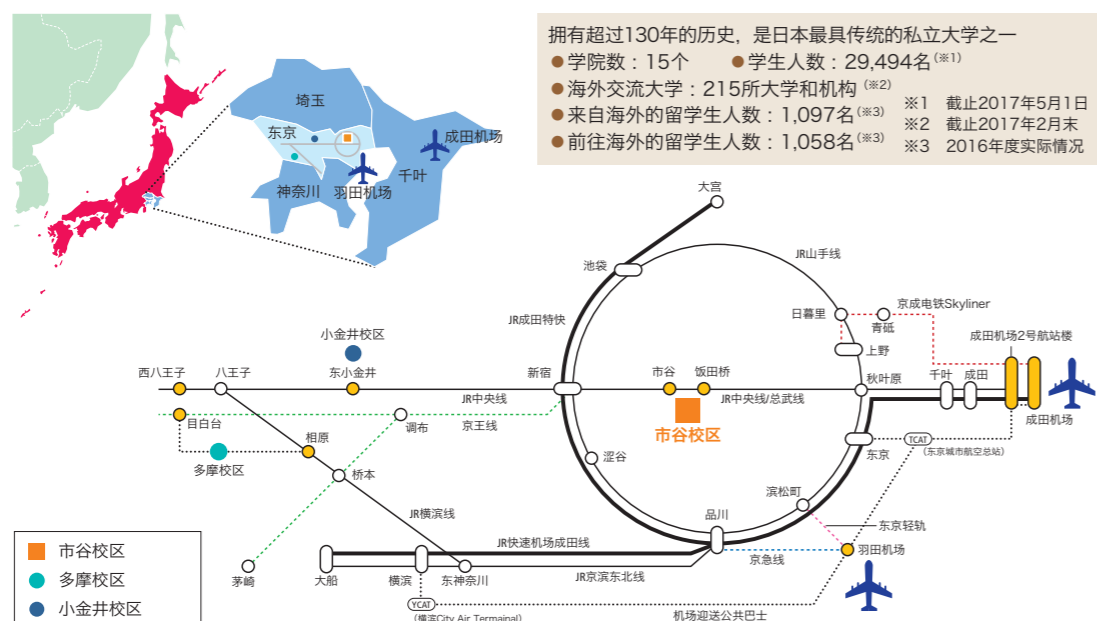 拥有超过130年的历史，是日本最具传统的私立大学之一
●学院数：15个 ●学生人数：29,494名(※1)
●海外交流大学：215所大学和机构(※2)
●来自海外的留学生人数：1,097名(※3)
●前往海外的留学生人数：1,058名(※3)
※1 截止2017年5月1日
※2 截止2017年2月末
※3 2016年度实际情况
埼玉
东京
成田机场
千叶
神奈川
羽田机场
大宫
JR山手线
池袋
京成电铁Skyliner
日暮里
青砥
JR成田特快
上野
成田机场2号航站楼
小金井校区
西八王子
八王子
东小金井
新宿
市谷
饭田桥
秋叶原
千叶
成田
JR中央线
JR中央线/总武线
成田机场
目白台
京王线
调布
市谷校区
相原
东京
TCAT
(东京城市航空总站)
多摩校区
涩谷
桥本
滨松町
JR横滨线
品川
东京轻轨
JR快速机场成田线
羽田机场
京急线
茅崎
大船
横滨
东神奈川
JR京滨东北线
YCAT
(横滨City Air Termainal)
机场迎送公共巴士
市谷校区
多摩校区
小金井校区